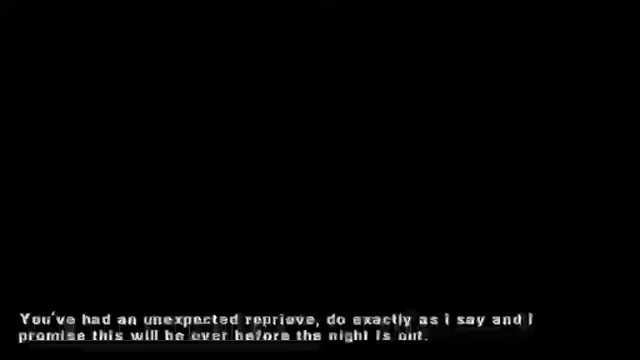 You've had an unexpected reprieve, do exactly as I say and I
promise this will be over before the night is out.